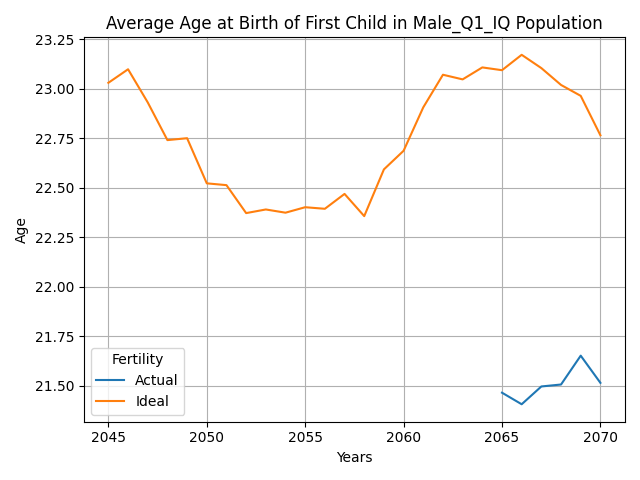 Average Age at Birth of First Child in Male_Q1_IQ Population
23.25
23.00
22.75
22.50
22.25
22.00
21.75
21.50
Age
Fertility
Actual
Ideal
2045 2050 2055 2060 2065 2070
Years